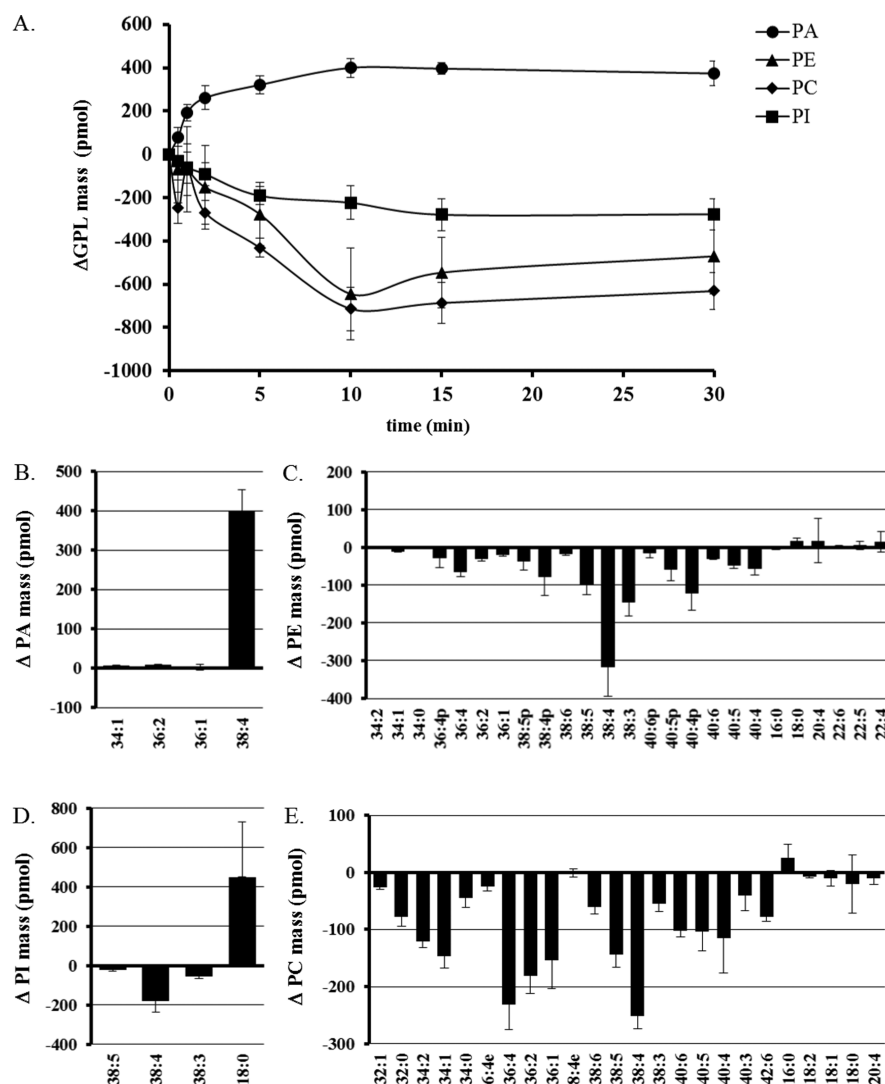 A.
600
400
200
0
-200
-400
-600
-800
-1000
ΔGPL mass (pmol)
0 5 10 15 20 25 30
time (min)
PA
PE
PC
PI
B.
500
400
300
200
100
0
-100
Δ PA mass (pmol)
34:1 36:2 36:1 38:4
C.
200
100
0
-100
-200
-300
-400
Δ PE mass (pmol)
34:2 34:1 34:0 36:4p 36:4 36:2 36:1 38:5p 38:4p 38:6 38:5 38:4 38:3 40:6p 40:5p 40:4p 40:6 40:5 40:4 16:0 18:0 20:4 22:6 22:5 22:4
D.
800
600
400
200
0
-200
-400
Δ PI mass (pmol)
38:5 38:4 38:3 18:0
E.
100
0
-100
-200
-300
Δ PC mass (pmol)
32:1 32:0 34:2 34:1 34:0 6:4e 36:4 36:2 36:1 8:4e 38:6 38:5 38:4 38:3 40:6 40:5 40:4 40:3 42:6 16:0 18:2 18:1 18:0 20:4